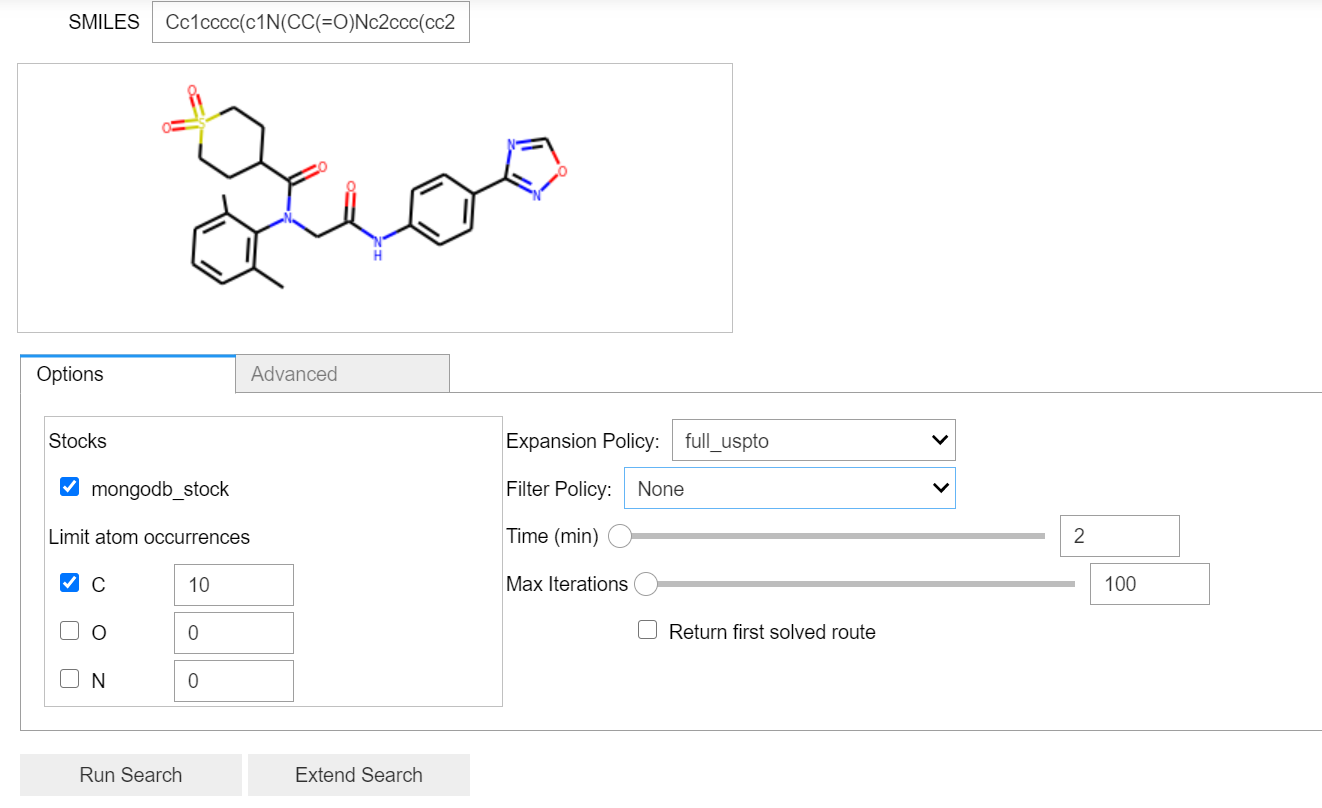 SMILES Cc1cccc(c1N(CC(=O)Nc2ccc(cc2
O
O
S
N
O
O
O
N
N
N
H
Options Advanced
Stocks Expansion Policy: full_uspto
mongodb_stock Filter Policy: None
Limit atom occurrences Time (min) 2
C 10 Max Iterations 100
O 0 Return first solved route
N 0
Run Search Extend Search